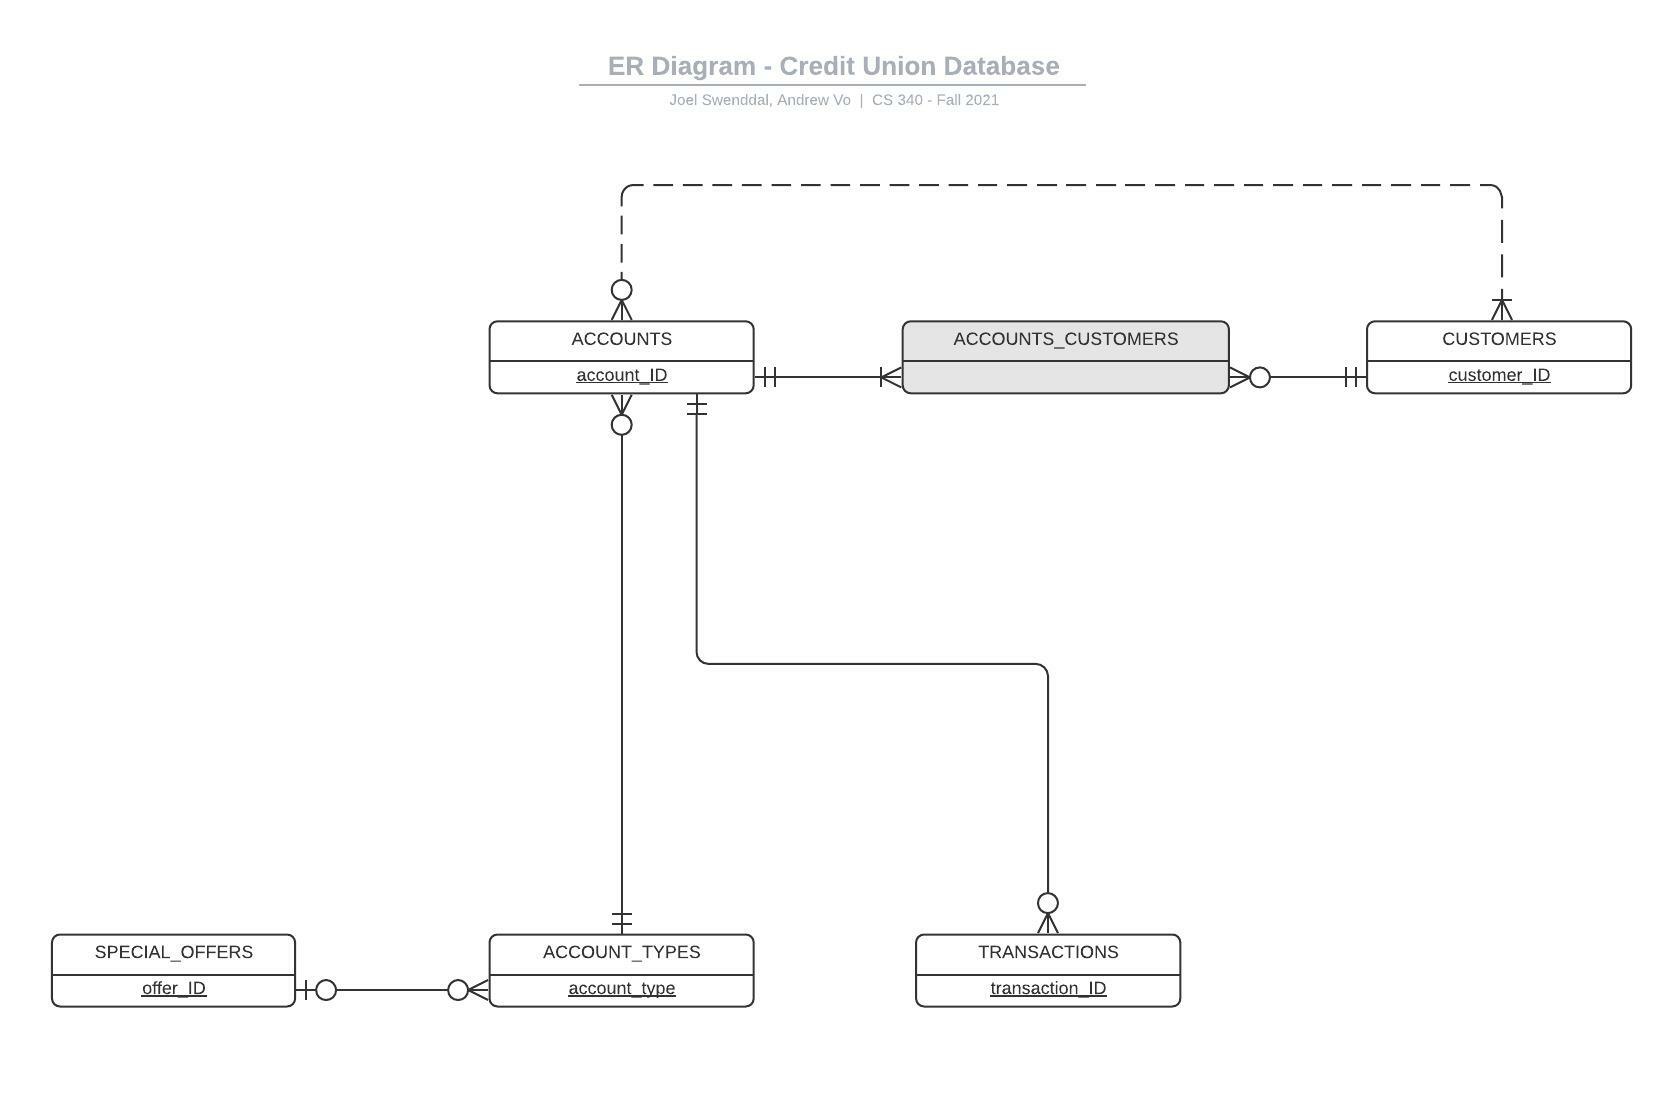 ER Diagram - Credit Union Database
Joel Swenddal, Andrew Vo | CS 340 - Fall 2021
ACCOUNTS
account_ID
ACCOUNTS_CUSTOMERS
CUSTOMERS
customer_ID
SPECIAL_OFFERS
offer_ID
ACCOUNT_TYPES
account_type
TRANSACTIONS
transaction_ID